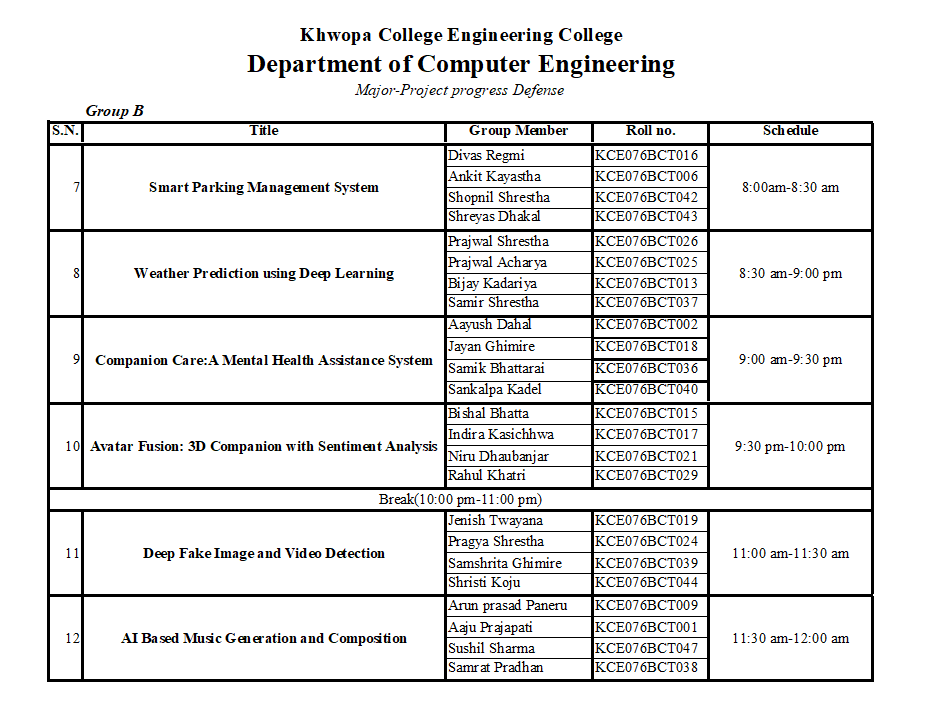 Khwopa College Engineering College
Department of Computer Engineering
Major-Project progress Defense
Group B
S.N. Title Group Member Roll no. Schedule
7 Smart Parking Management System Divas Regmi KCE076BCT016 8:00am-8:30 am
Ankit Kayastha KCE076BCT006
Shopnil Shrestha KCE076BCT042
Shreyas Dhakal KCE076BCT043
8 Weather Prediction using Deep Learning Prajwal Shrestha KCE076BCT026 8:30 am-9:00 pm
Prajwal Acharya KCE076BCT025
Bijay Kadariya KCE076BCT013
Samir Shrestha KCE076BCT037
9 Companion Care:A Mental Health Assistance System Aayush Dahal KCE076BCT002 9:00 am-9:30 pm
Jayan Ghimire KCE076BCT018
Samik Bhattarai KCE076BCT036
Sankalpa Kadel KCE076BCT040
10 Avatar Fusion: 3D Companion with Sentiment Analysis Bishal Bhatta KCE076BCT015 9:30 pm-10:00 pm
Indira Kasichhwa KCE076BCT017
Niru Dhaubanjar KCE076BCT021
Rahul Khatri KCE076BCT029
Break(10:00 pm-11:00 pm)
11 Deep Fake Image and Video Detection Jenish Twayana KCE076BCT019 11:00 am-11:30 am
Pragya Shrestha KCE076BCT024
Samshrita Ghimire KCE076BCT039
Shristi Koju KCE076BCT044
12 AI Based Music Generation and Composition Arun prasad Paneru KCE076BCT009 11:30 am-12:00 am
Aaju Prajapati KCE076BCT001
Sushil Sharma KCE076BCT047
Samrat Pradhan KCE076BCT038